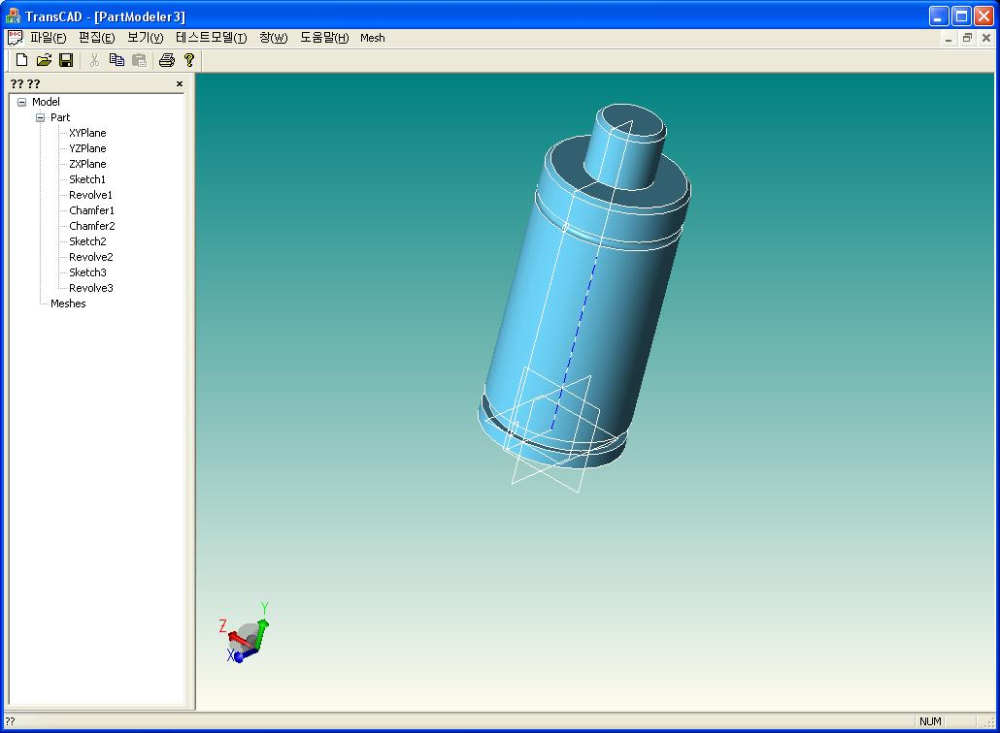 TransCAD - [PartModeler3]
파일(F) 편집(E) 보기(V) 테스트모델(T) 창(W) 도움말(H) Mesh
?? ??
Model
Part
XYPlane
YZPlane
ZXPlane
Sketch1
Revolve1
Chamfer1
Chamfer2
Sketch2
Revolve2
Sketch3
Revolve3
Meshes
Y
Z
X
?? NUM